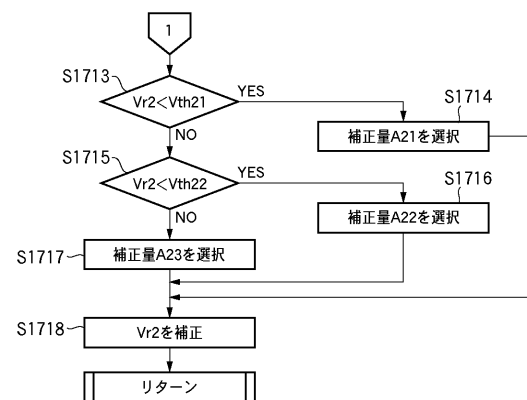 1
S1713
Vr2<Vth21
YES
NO
S1714
補正量A21を選択
S1715
Vr2<Vth22
YES
NO
S1716
補正量A22を選択
S1717
補正量A23を選択
S1718
Vr2を補正
リターン